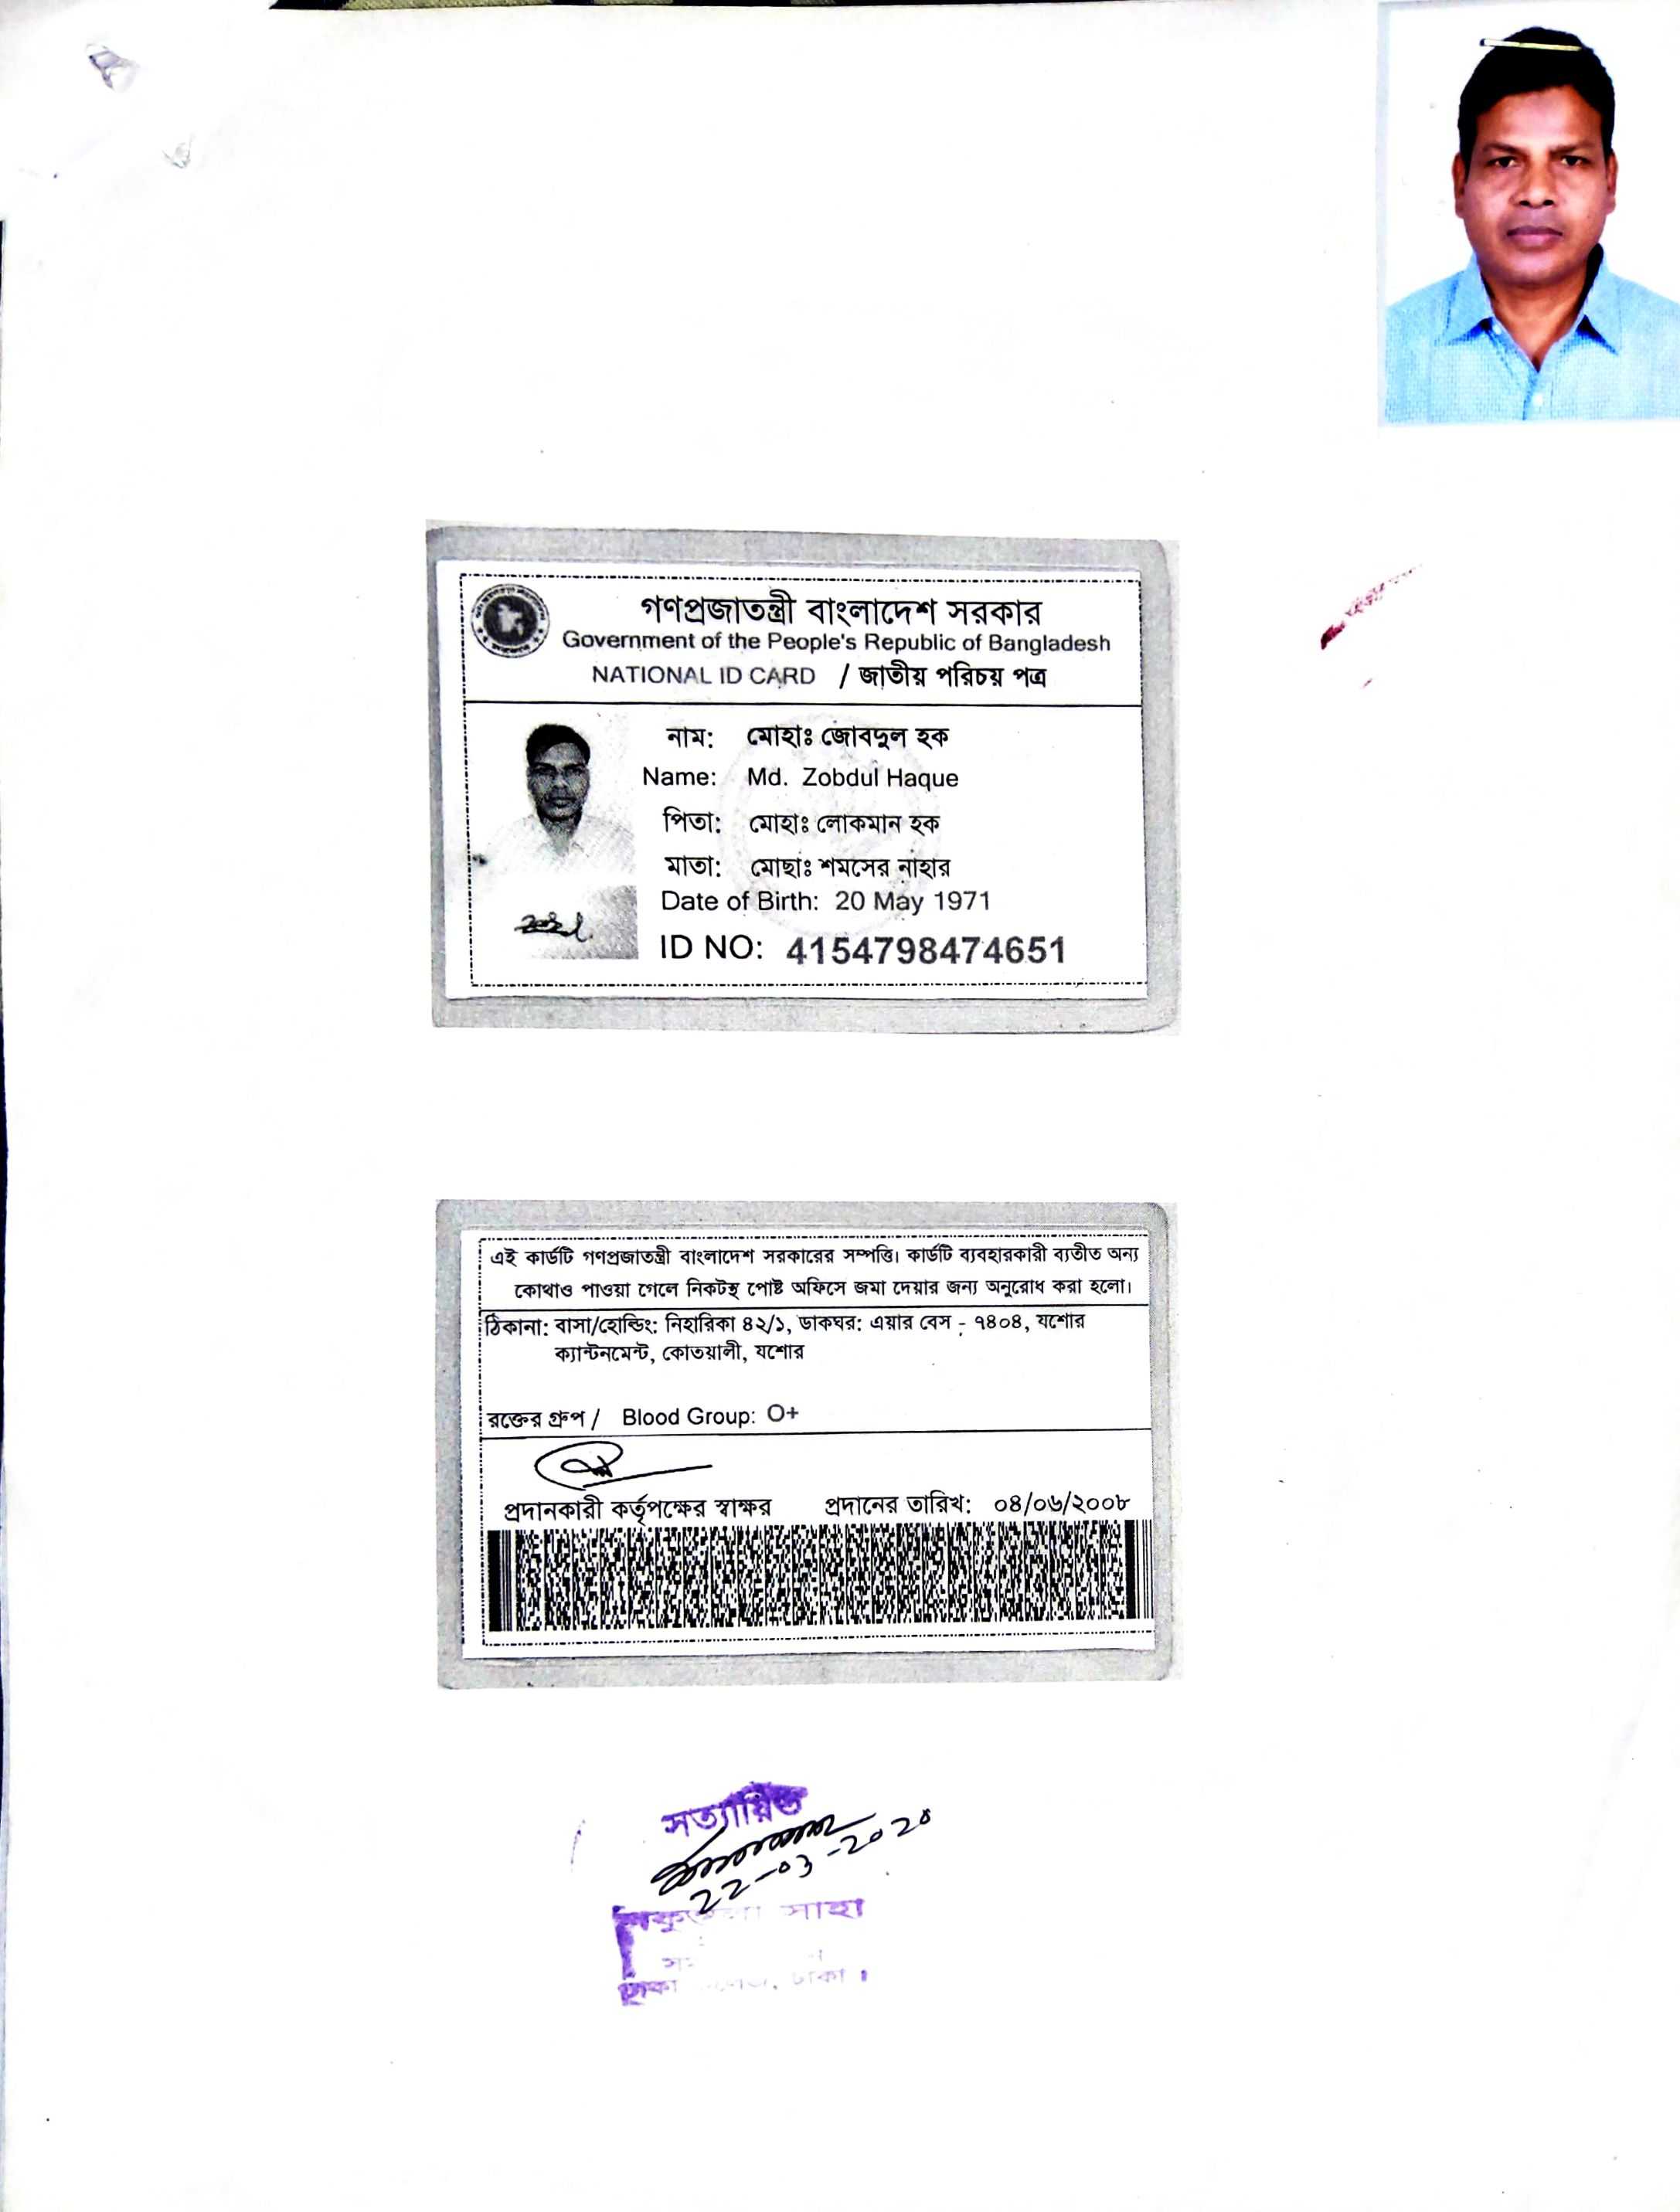 গণপ্রজাতন্ত্রী বাংলাদেশ সরকার
Government of the People's Republic of Bangladesh
NATIONAL ID CARD / জাতীয় পরিচয় পত্র
নাম: মোহাঃ জোবদুল হক
Name: Md. Zobdul Haque
পিতা: মোহাঃ লোকমান হক
মাতা: মোছাঃ শমসের নাহার
Date of Birth: 20 May 1971
ID NO: 4154798474651
এই কার্ডটি গণপ্রজাতন্ত্রী বাংলাদেশ সরকারের সম্পত্তি। কার্ডটি ব্যবহারকারী ব্যতীত অন্য
কোথাও পাওয়া গেলে নিকটস্থ পোষ্ট অফিসে জমা দেয়ার জন্য অনুরোধ করা হলো।
ঠিকানা: বাসা/হোল্ডিং: নিহারিকা ৪২/১, ডাকঘর: এয়ার বেস - ৭৪০৪, যশোর
ক্যান্টনমেন্ট, কোতয়ালী, যশোর
রক্তের গ্রুপ / Blood Group: O+
প্রদানকারী কর্তৃপক্ষের স্বাক্ষর প্রদানের তারিখ: ০৪/০৬/২০০৮
সত্যায়িত
22-03-2020
সাহা
ঢাকা।